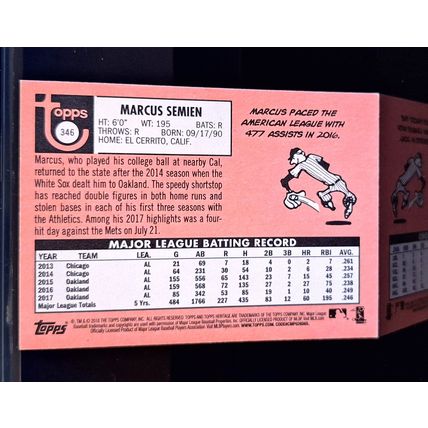 topps
346
MARCUS SEMIEN
HT: 6'0" WT: 195 BATS: R
THROWS: R BORN: 09/17/90
HOME: EL CERRITO, CALIF.
Marcus, who played his college ball at nearby Cal,
returned to the state after the 2014 season when the
White Sox dealt him to Oakland. The speedy shortstop
has reached double figures in both home runs and
stolen bases in each of his first three seasons with
the Athletics. Among his 2017 highlights was a four-
hit day against the Mets on July 21.
MARCUS PACED THE
AMERICAN LEAGUE WITH
477 ASSISTS IN 2016.
MAJOR LEAGUE BATTING RECORD
YEAR TEAM LEA. G AB R H 2B 3B HR RBI AVG.
2013 Chicago AL 21 69 7 18 4 0 2 7 .261
2014 Chicago AL 64 231 30 54 10 2 6 28 .234
2015 Oakland AL 155 556 65 143 23 7 15 45 .257
2016 Oakland AL 159 568 72 135 27 2 27 75 .238
2017 Oakland AL 85 342 53 85 19 1 10 40 .249
Major League Totals 5 Yrs. 484 1766 227 435 83 12 60 195 .246
Topps